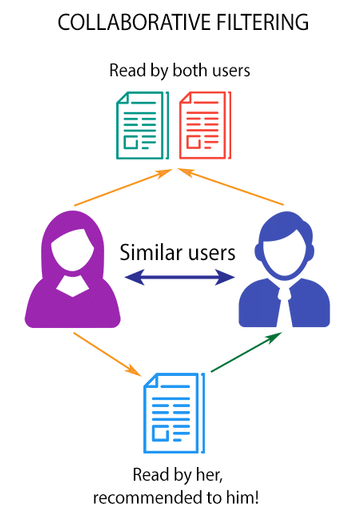 COLLABORATIVE FILTERING
Read by both users
Similar users
Read by her,
recommended to him!